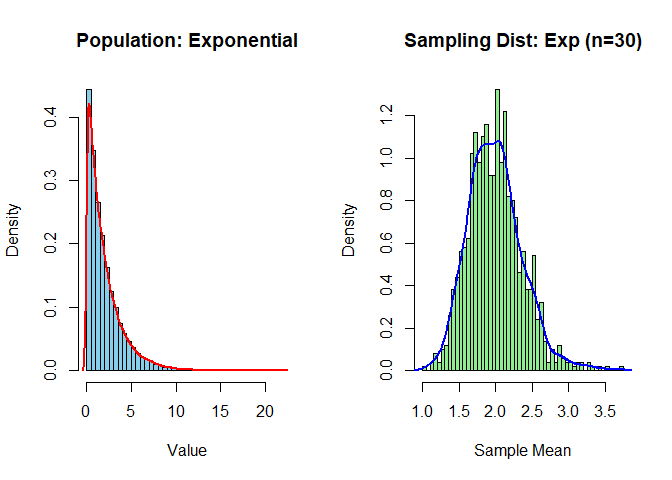 Population: Exponential
Density
0.0 0.1 0.2 0.3 0.4
0 5 10 15 20
Value
Sampling Dist: Exp (n=30)
Density
0.0 0.2 0.4 0.6 0.8 1.0 1.2
1.0 1.5 2.0 2.5 3.0 3.5
Sample Mean